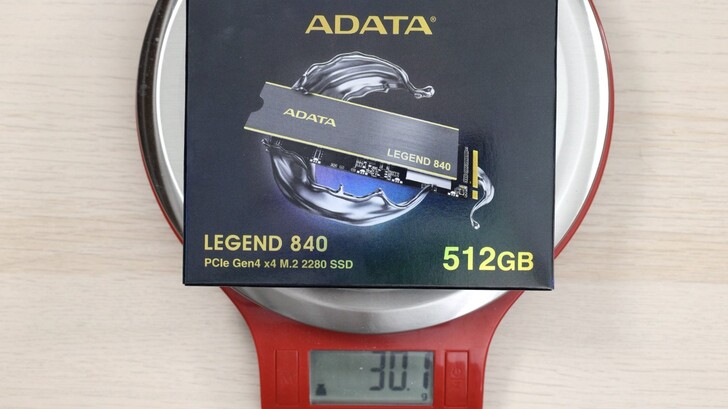 ADATA®
ADATA
LEGEND 840
LEGEND 840
PCIe Gen4 x4 M.2 2280 SSD
512GB
30.1
g